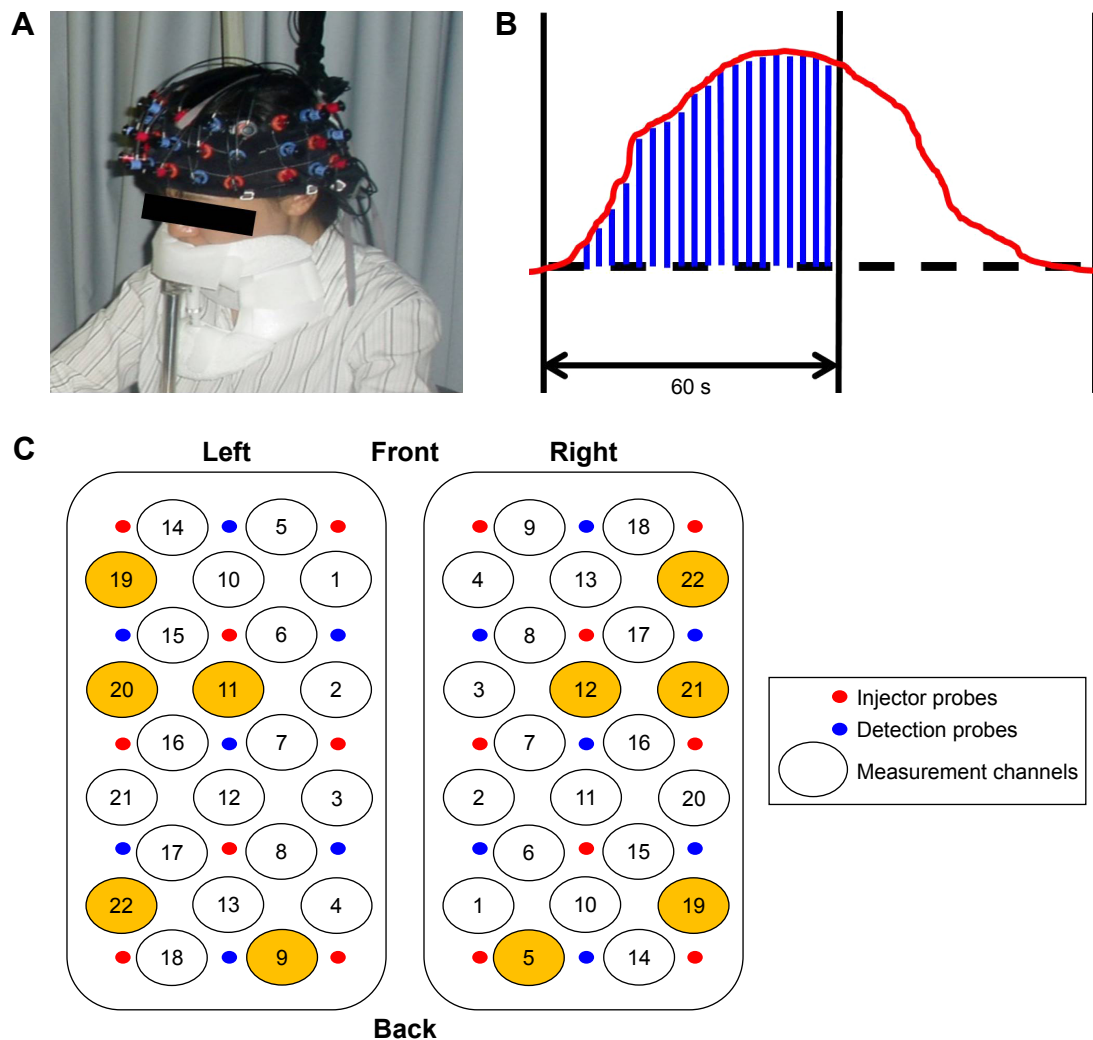 A
B
60 s
C
Left Front Right
14 5 9 18
19 10 1 4 13 22
15 6 8 17
20 11 2 3 12 21
16 7 7 16
21 12 3 2 11 20
17 8 6 15
22 13 4 1 10 19
18 9 5 14
Back
Injector probes
Detection probes
Measurement channels